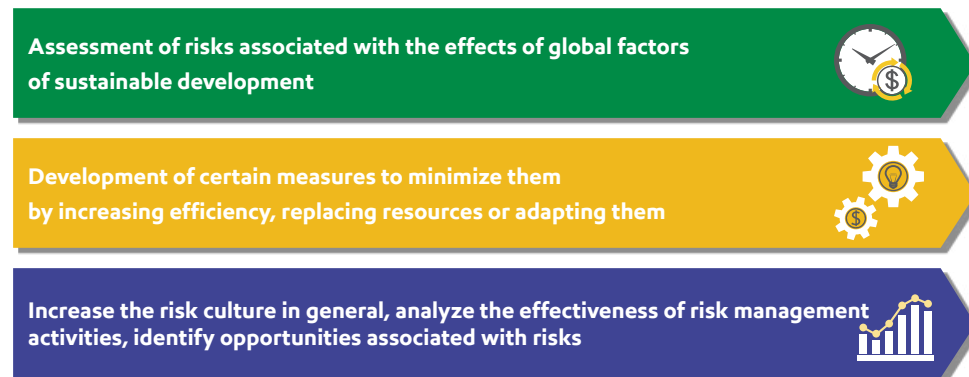 Assessment of risks associated with the effects of global factors
of sustainable development
$
Development of certain measures to minimize them
by increasing efficiency, replacing resources or adapting them
$
Increase the risk culture in general, analyze the effectiveness of risk management
activities, identify opportunities associated with risks